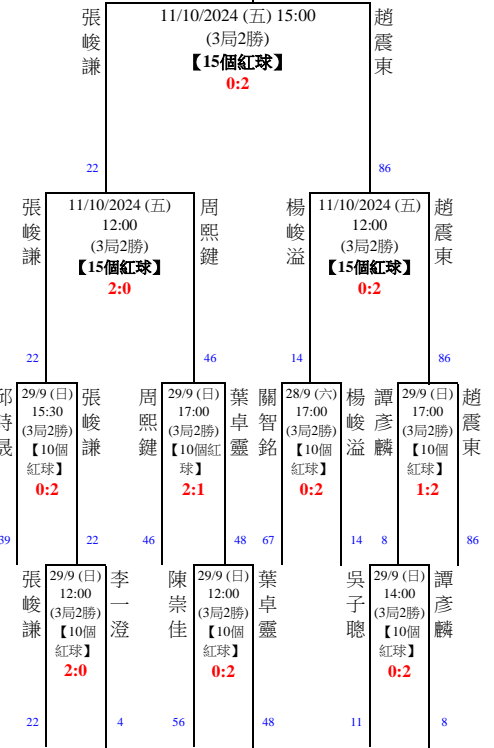 張峻謙
11/10/2024 (五) 15:00
(3局2勝)
【15個紅球】
0:2
趙震東
22
86
張峻謙
11/10/2024 (五)
12:00
(3局2勝)
【15個紅球】
2:0
周熙鍵
楊峻溢
11/10/2024 (五)
12:00
(3局2勝)
【15個紅球】
0:2
趙震東
22
46
14
86
邱時晟
29/9 (日)
15:30
(3局2勝)
【10個
紅球】
0:2
張峻謙
周熙鍵
29/9 (日)
17:00
(3局2勝)
【10個紅
球】
2:1
葉卓靈
關智銘
28/9 (六)
17:00
(3局2勝)
【10個
紅球】
0:2
楊峻溢
譚彥麟
29/9 (日)
17:00
(3局2勝)
【10個
紅球】
1:2
趙震東
39
22
46
48
67
14
8
86
張峻謙
29/9 (日)
12:00
(3局2勝)
【10個
紅球】
2:0
李一澄
陳崇佳
29/9 (日)
12:00
(3局2勝)
【10個
紅球】
0:2
葉卓靈
吳子聰
29/9 (日)
14:00
(3局2勝)
【10個
紅球】
0:2
譚彥麟
22
4
56
48
11
8